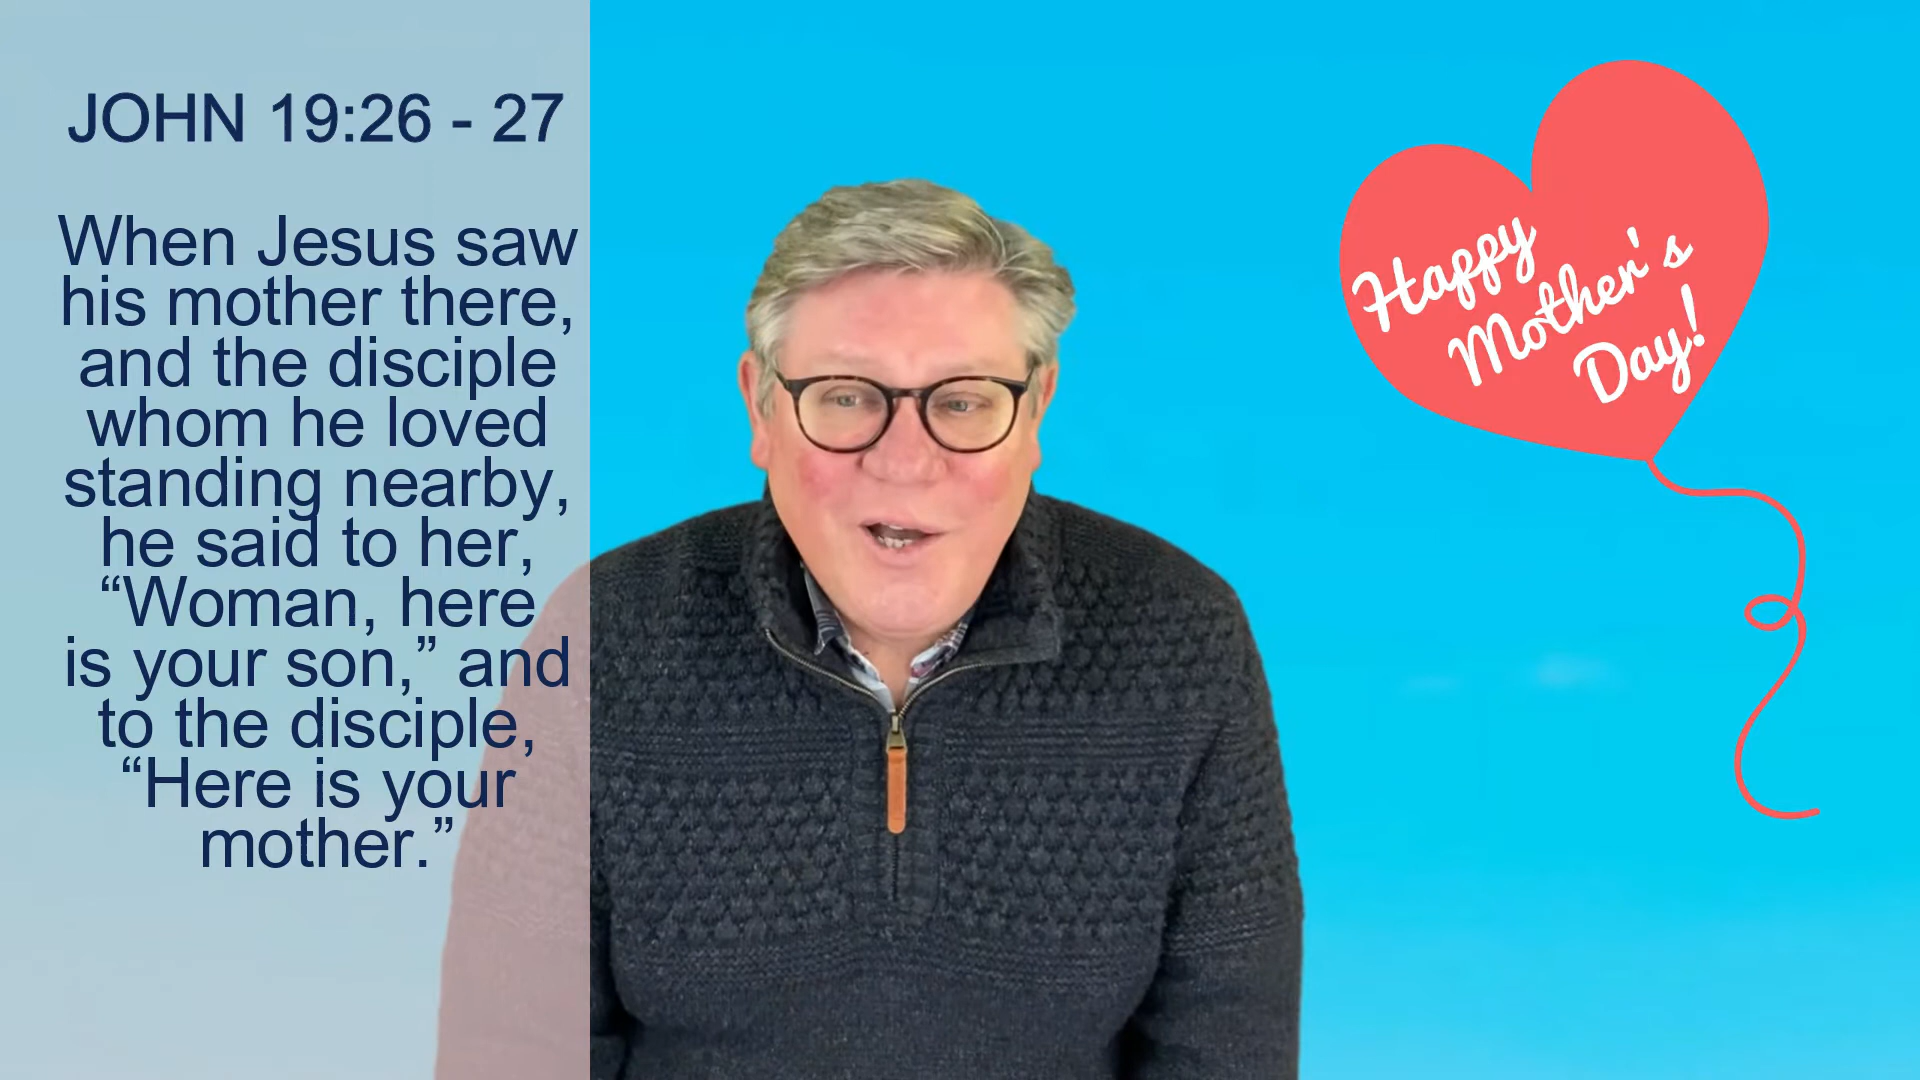 JOHN 19:26 - 27
When Jesus saw
his mother there,
and the disciple
whom he loved
standing nearby,
he said to her,
“Woman, here
is your son,” and
to the disciple,
“Here is your
mother.”
Happy
Mother's
Day!